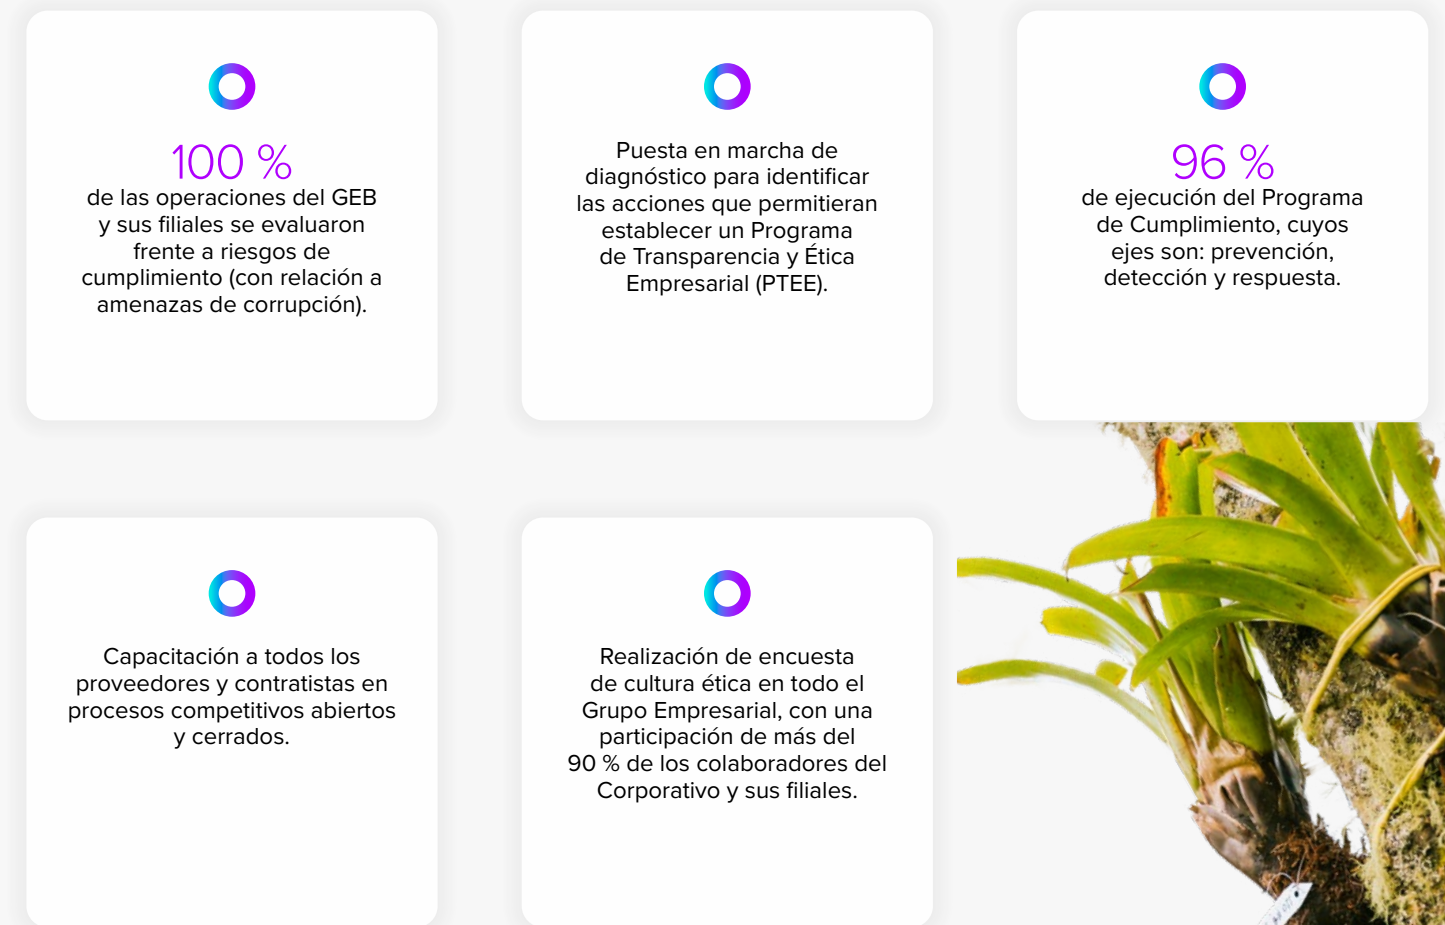 100 %
de las operaciones del GEB
y sus filiales se evaluaron
frente a riesgos de
cumplimiento (con relación a
amenazas de corrupción).
Puesta en marcha de
diagnóstico para identificar
las acciones que permitieran
establecer un Programa
de Transparencia y Ética
Empresarial (PTEE).
96 %
de ejecución del Programa
de Cumplimiento, cuyos
ejes son: prevención,
detección y respuesta.
Capacitación a todos los
proveedores y contratistas en
procesos competitivos abiertos
y cerrados.
Realización de encuesta
de cultura ética en todo el
Grupo Empresarial, con una
participación de más del
90 % de los colaboradores del
Corporativo y sus filiales.